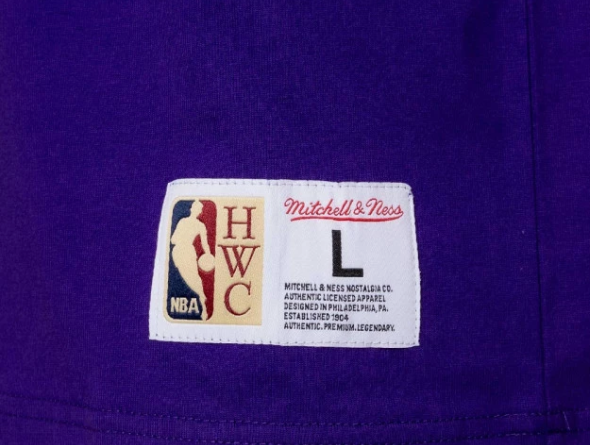 NBA
H
W
C
Mitchell & Ness
L
MITCHELL & NESS NOSTALGIA CO.
AUTHENTIC LICENSED APPAREL
DESIGNED IN PHILADELPHIA, PA.
ESTABLISHED 1904
AUTHENTIC. PREMIUM. LEGENDARY.